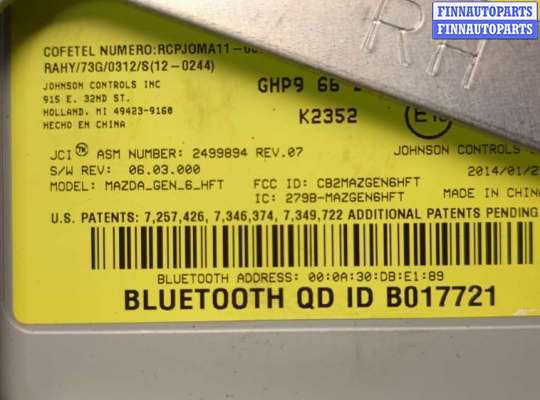 FINNAUTOPARTS
FINNAUTOPARTS
RH
COFETEL NUMERO:RCPJOMA11-
RAHY/73G/0312/S(12-0244)
JOHNSON CONTROLS INC
915 E. 32ND ST.
HOLLAND, MI 49423-9160
HECHO EN CHINA
GHP9 66
K2352
JCI™ ASM NUMBER: 2499894 REV.07
JOHNSON CONTROLS
S/W REV: 06.03.000
2014/01/2
MODEL: MAZDA_GEN_6_HFT
FCC ID: CB2MAZGEN6HFT
MADE IN CHINA
IC: 279B-MAZGEN6HFT
U.S. PATENTS: 7,257,426, 7,346,374, 7,349,722 ADDITIONAL PATENTS PENDING
BLUETOOTH ADDRESS: 00:0A:30:DB:E1:89
BLUETOOTH QD ID B017721